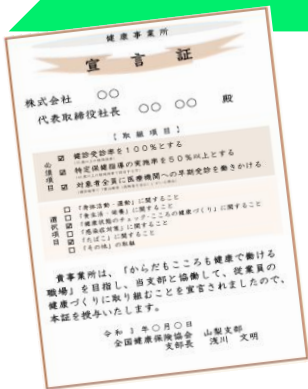 健康事業所
宣言証
株式会社 ○○
代表取締役社長 ○○ ○○ 殿
【取組項目】
必須項目
☑ 健診受診率を100%とする
☑ 特定保健指導の実施率を50%以上とする
☑ 対象者全員に医療機関への早期受診を働きかける
選択項目
「身体活動・運動」に関すること
「食生活・栄養」に関すること
「健康状態のチェック・こころの健康づくり」に関すること
「感染症対策」に関すること
「たばこ」に関すること
「その他」の取組
貴事業所は、「からだもこころも健康で働ける
職場」を目指し、当支部と協働して、従業員の
健康づくりに取り組むことを宣言されましたので、
本証を授与いたします。
令和1年○月○日
全国健康保険協会 山梨支部
支部長 浅川 文明